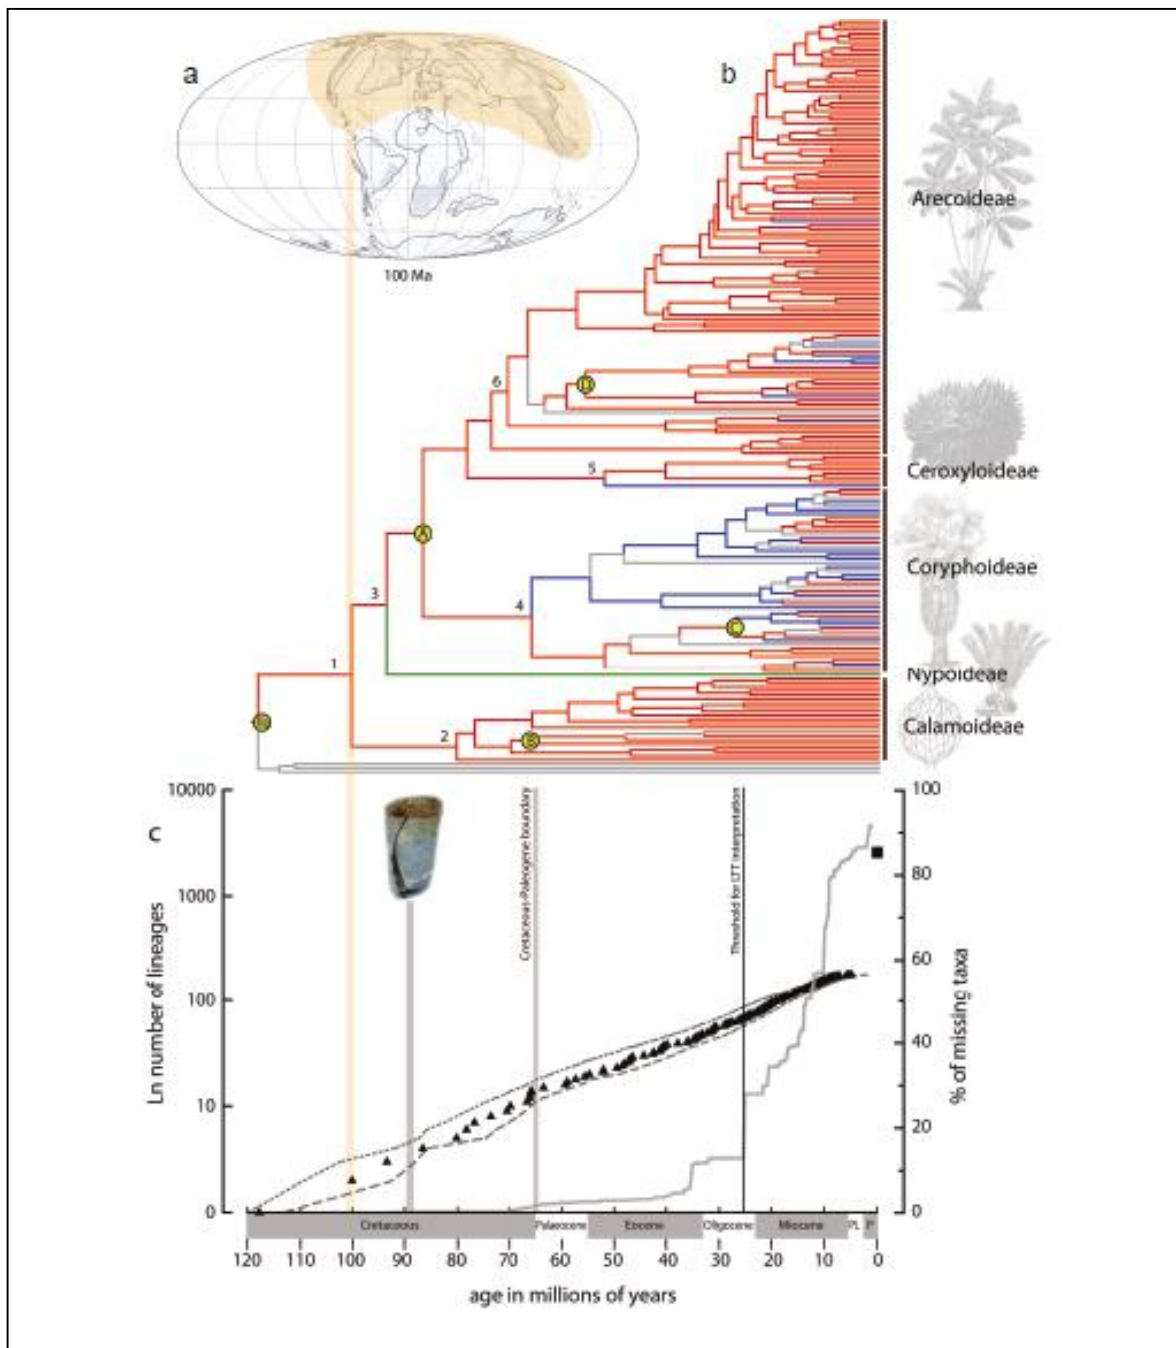 a
b
Arecoideae
100 Ma
6
D
5
Ceroxyloideae
A
Coryphoideae
3
4
C
1
Nypoideae
2
B
Calamoideae
10000
100
c
Cretaceous-Paleogene boundary
Threshold for LTT interpretation
80
1000
Ln number of lineages
60
100
% of missing taxa
40
10
20
0
0
Cretaceous
Palaeocene
Eocene
Oligocene
Miocene
PL
P
120 110 100 90 80 70 60 50 40 30 20 10 0
age in millions of years